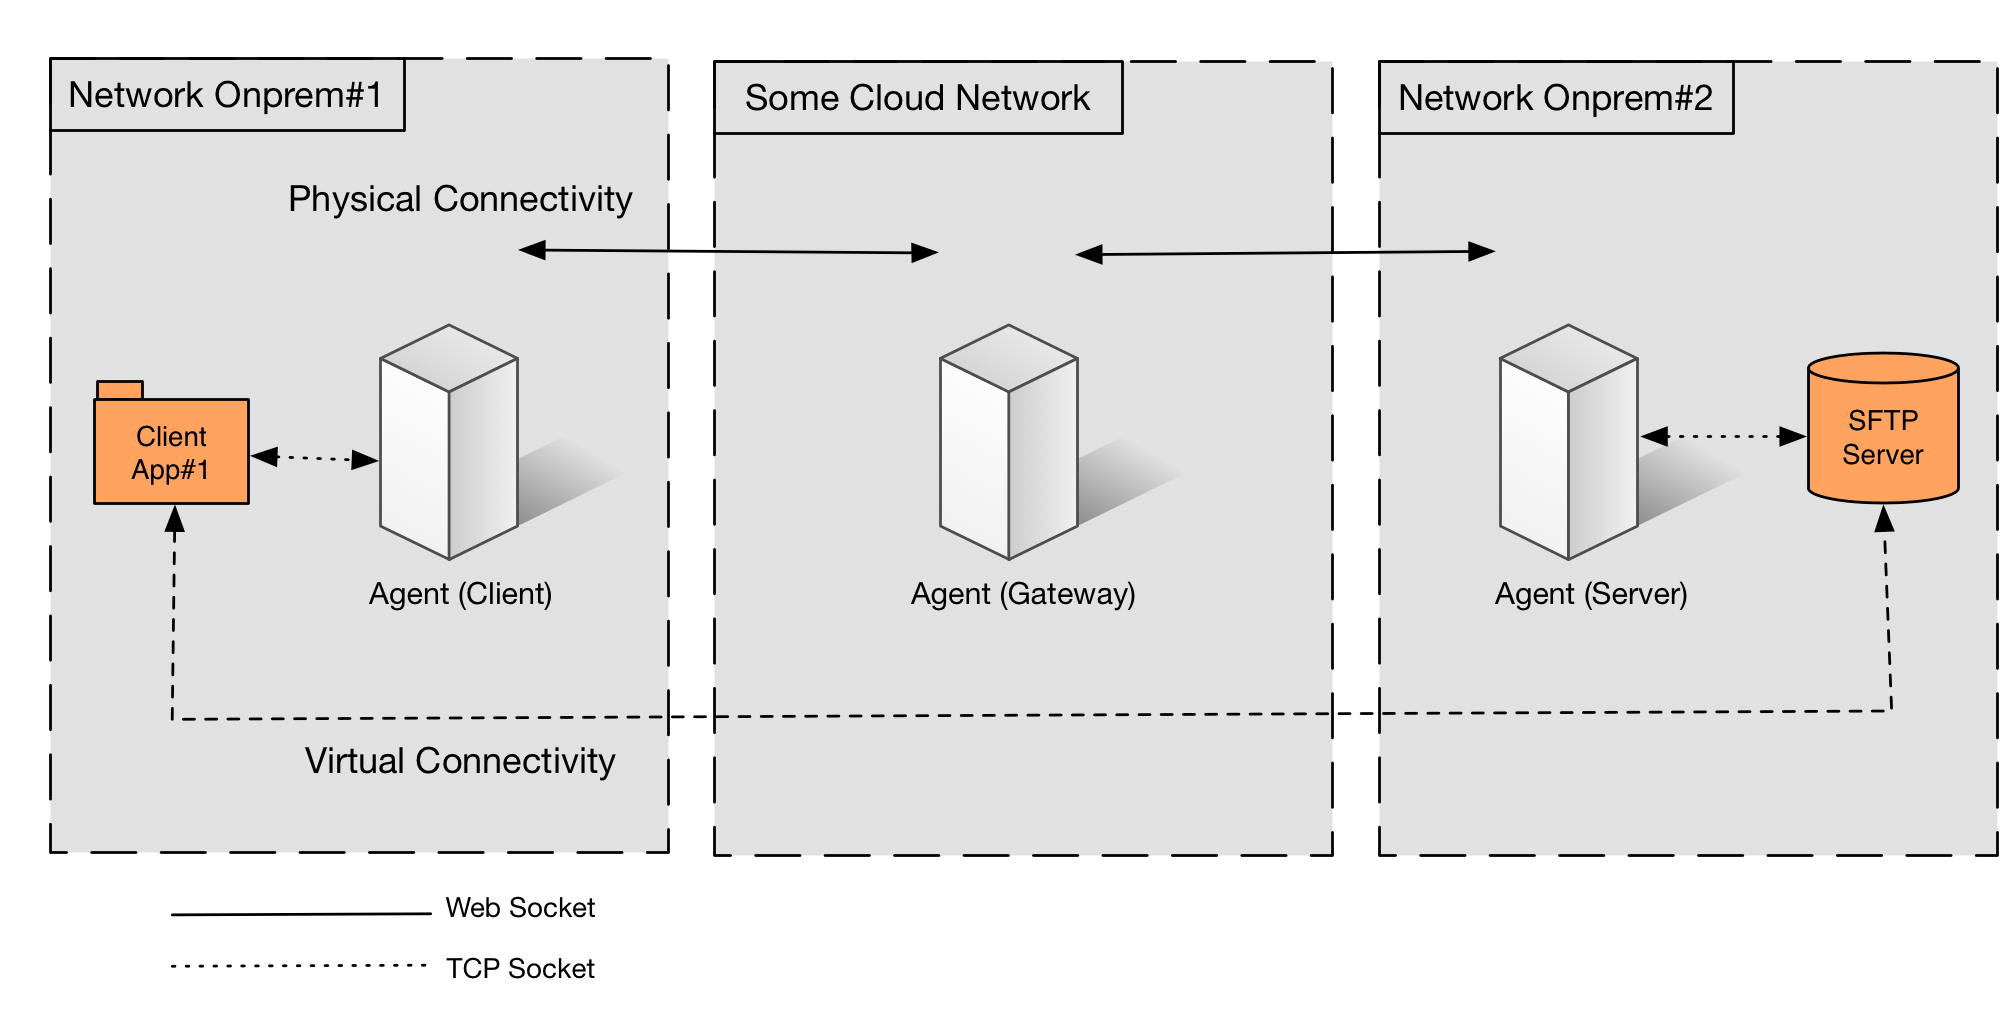 Network Onprem#1
Some Cloud Network
Network Onprem#2
Physical Connectivity
Client
App#1
SFTP
Server
Agent (Client)
Agent (Gateway)
Agent (Server)
Virtual Connectivity
Web Socket
TCP Socket